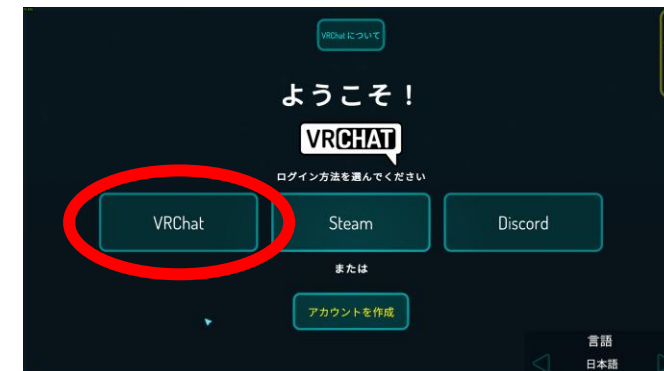 VRChatについて
ようこそ！
VRCHAT
ログイン方法を選んでください
VRChat
Steam
Discord
または
アカウントを作成
言語
日本語